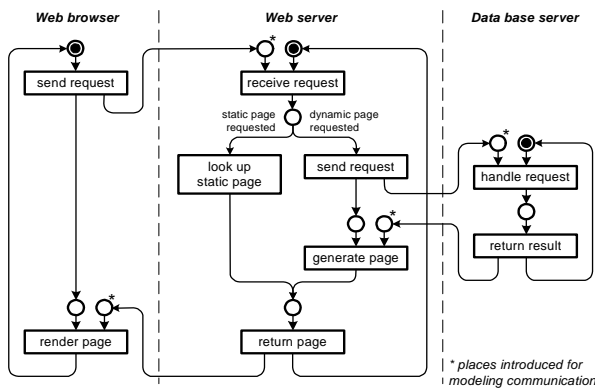 Web browser
Web server
Data base server
*
send request
receive request
static page
requested
dynamic page
requested
*
look up
static page
send request
handle request
*
return result
generate page
*
render page
return page
* places introduced for
modeling communication